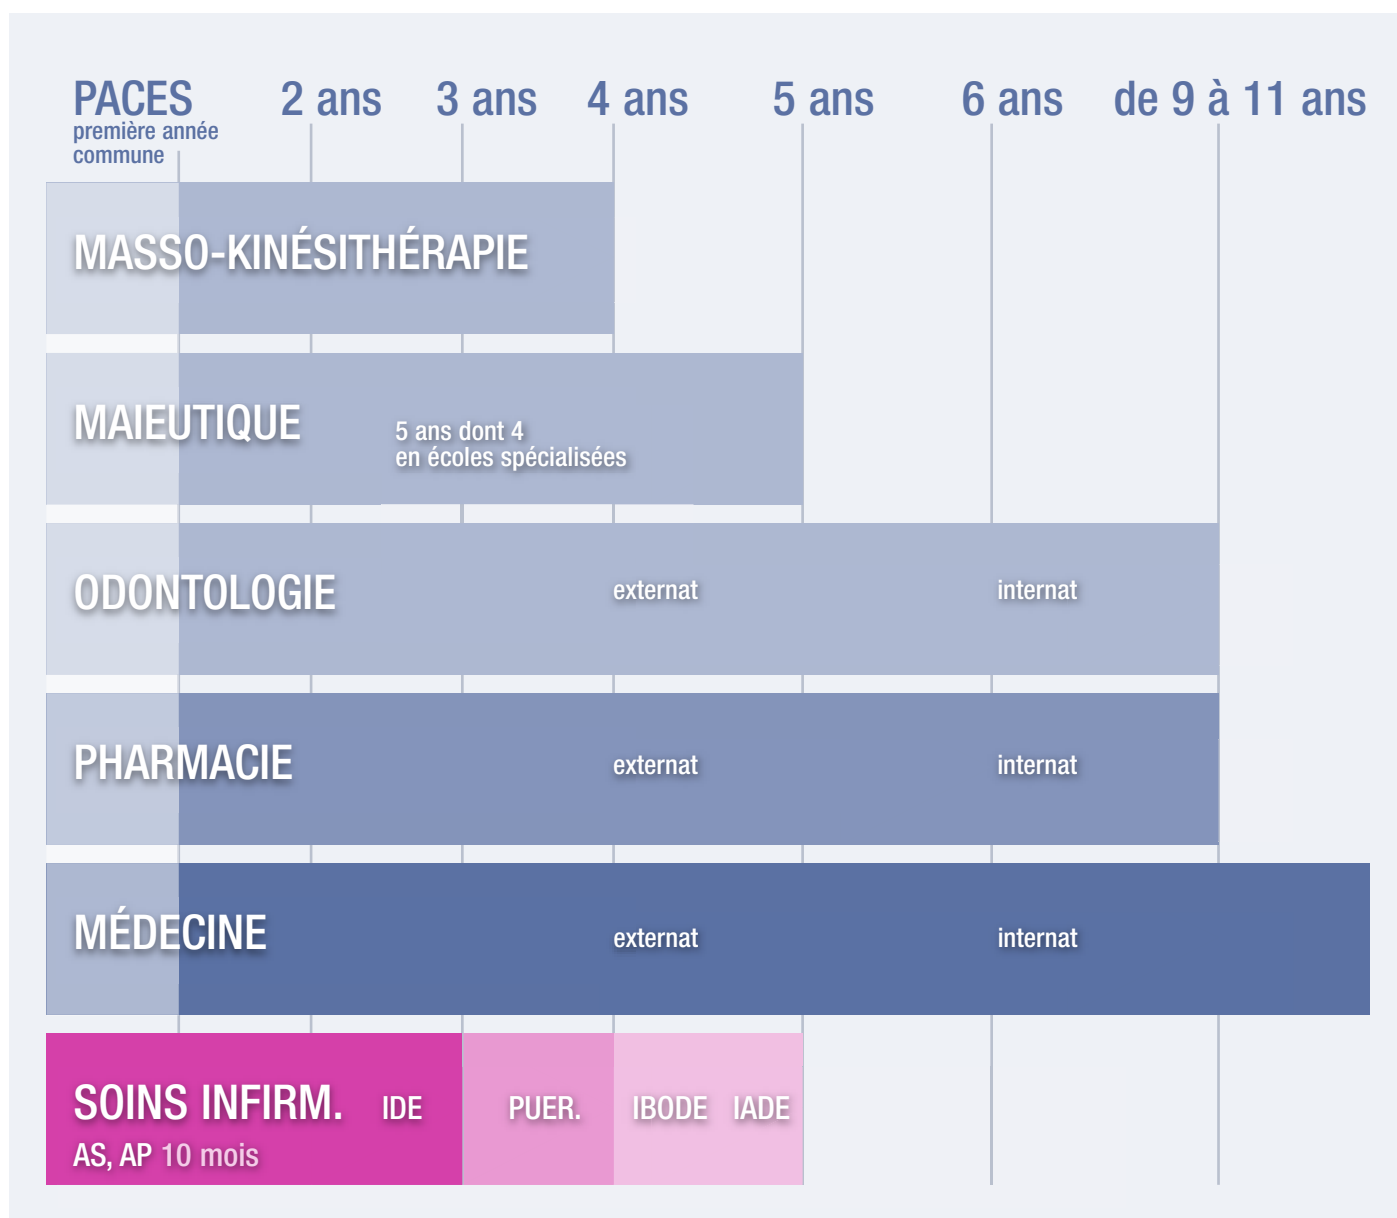 PACES
première année
commune
2 ans
3 ans
4 ans
5 ans
6 ans
de 9 à 11 ans
MASSO-KINÉSITHÉRAPIE
MAIEUTIQUE
5 ans dont 4
en écoles spécialisées
ODONTOLOGIE
externat
internat
PHARMACIE
externat
internat
MÉDECINE
externat
internat
SOINS INFIRM.
IDE
PUER.
IBODE
IADE
AS, AP 10 mois